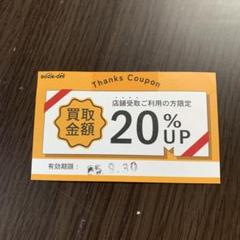 BOOK-OFF
Thanks Coupon
店舗受取ご利用の方限定
買取
金額
20%UP
有効期限：25.9.30